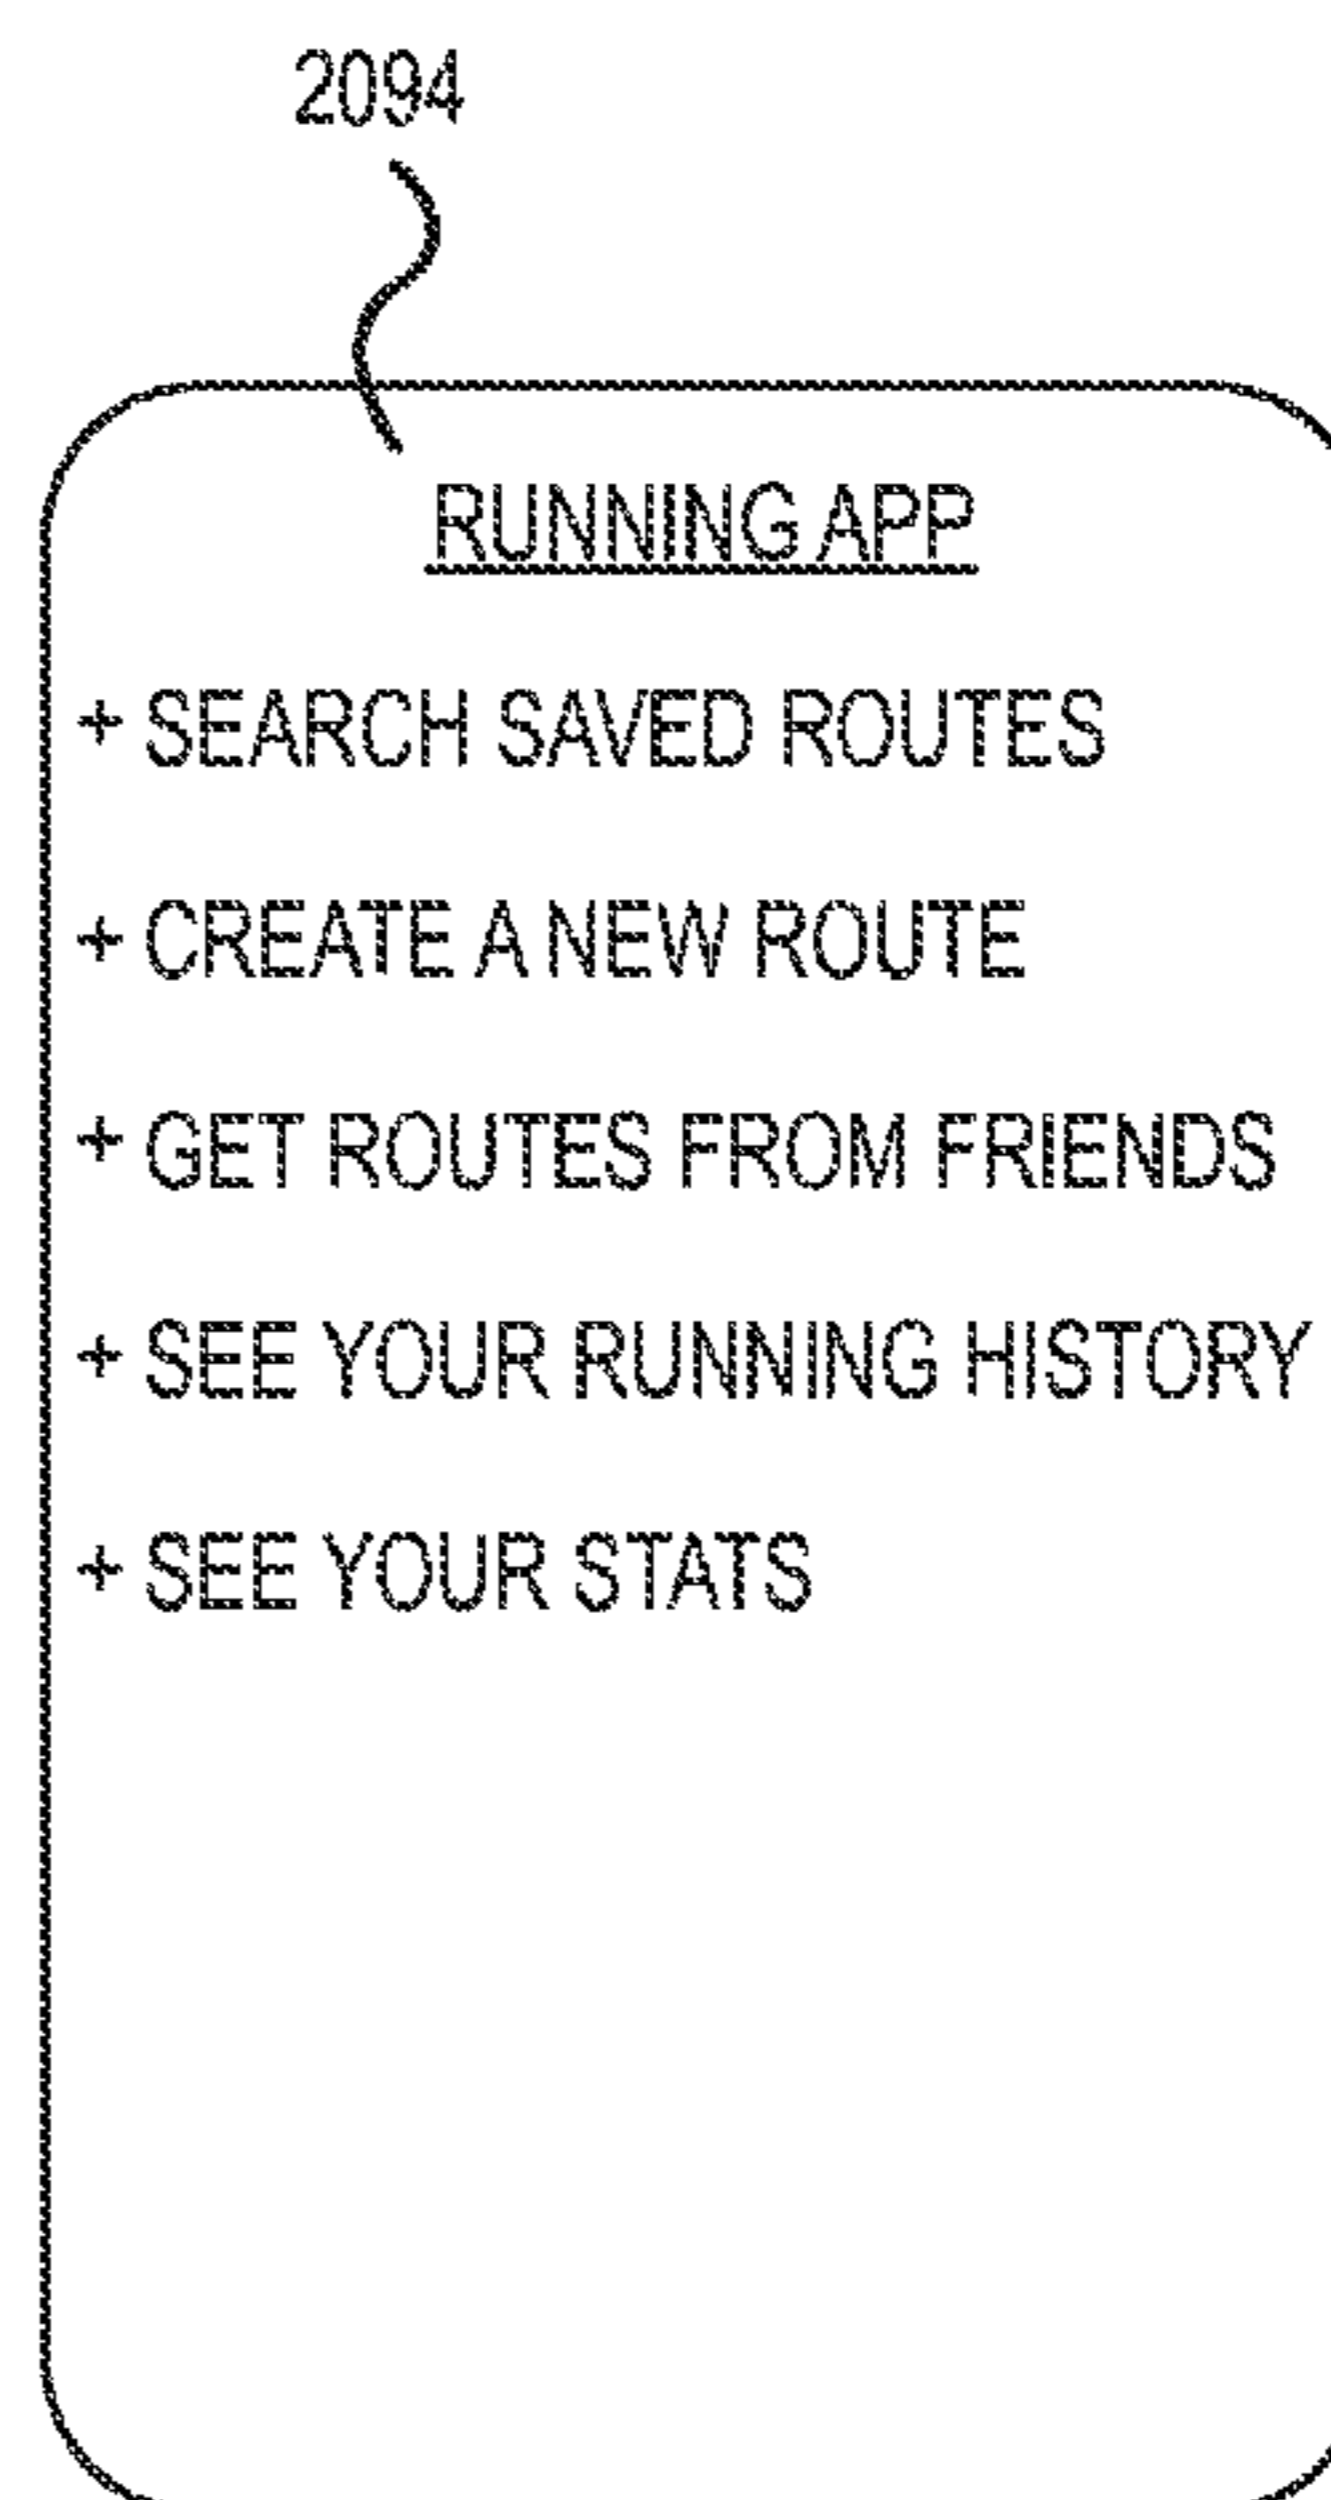 2094
RUNNING APP
+ SEARCH SAVED ROUTES
+ CREATE A NEW ROUTE
+ GET ROUTES FROM FRIENDS
+ SEE YOUR RUNNING HISTORY
+ SEE YOUR STATS